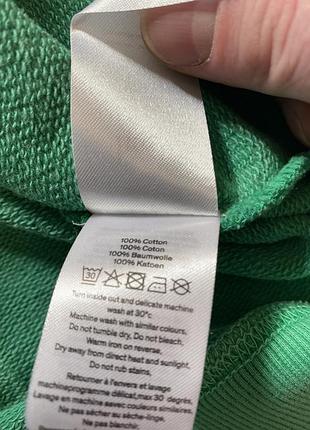 100% Cotton
100% Coton
100% Baumwolle
100% Katoen
30
Turn inside out and delicate machine
wash at 30°c.
Machine wash with similar colours,
Do not tumble dry, Do not bleach,
Warm iron on reverse,
Dry away from direct heat and sunlight,
Do not rub stains,
Retourner à l'envers et lavage
machineprogramme délicat, max 30 degrés.
Lavage en machine avec des
Ne pas sécher au sèche-linge,
Ne pas blanchir,